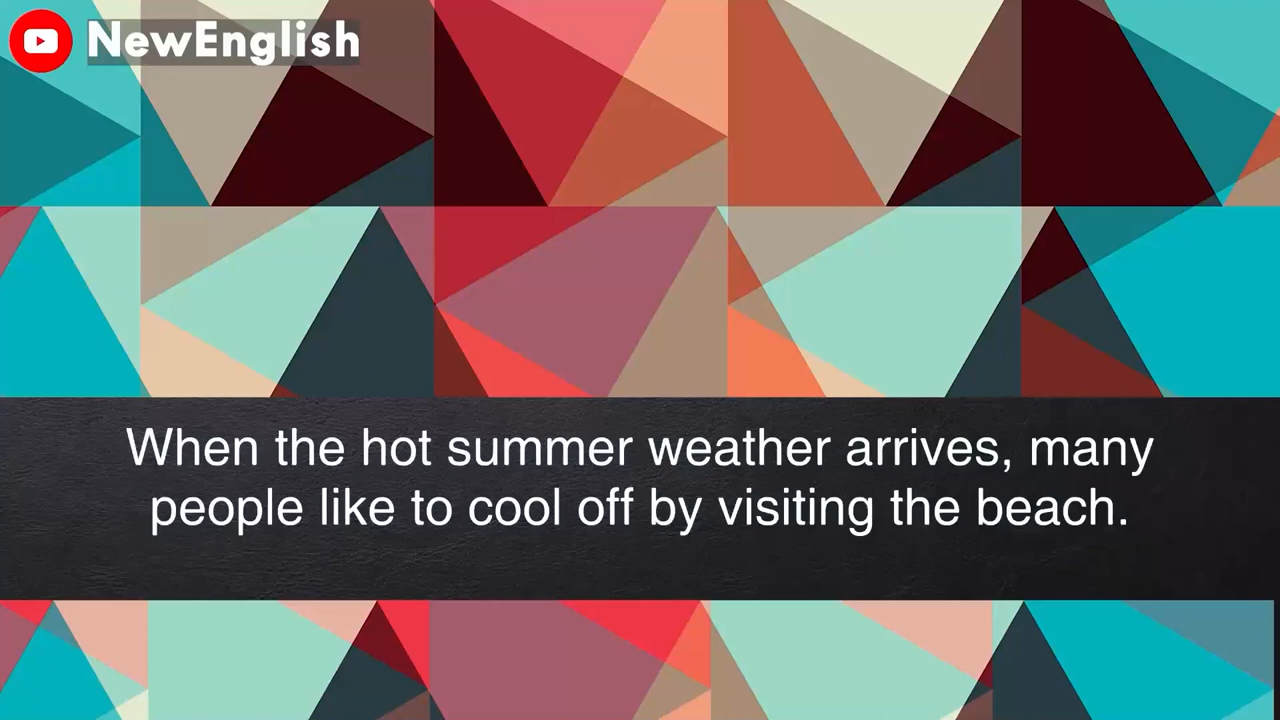 NewEnglish
When the hot summer weather arrives, many
people like to cool off by visiting the beach.